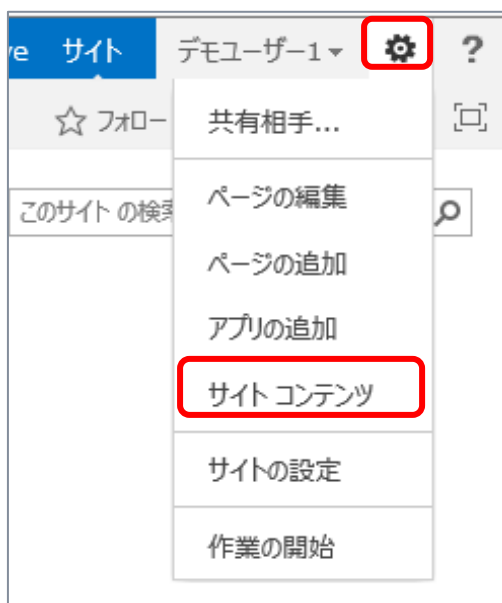 ve サイト デモユーザー1 ?
フォロー
共有相手...
このサイト の検索
ページの編集
ページの追加
アプリの追加
サイト コンテンツ
サイトの設定
作業の開始